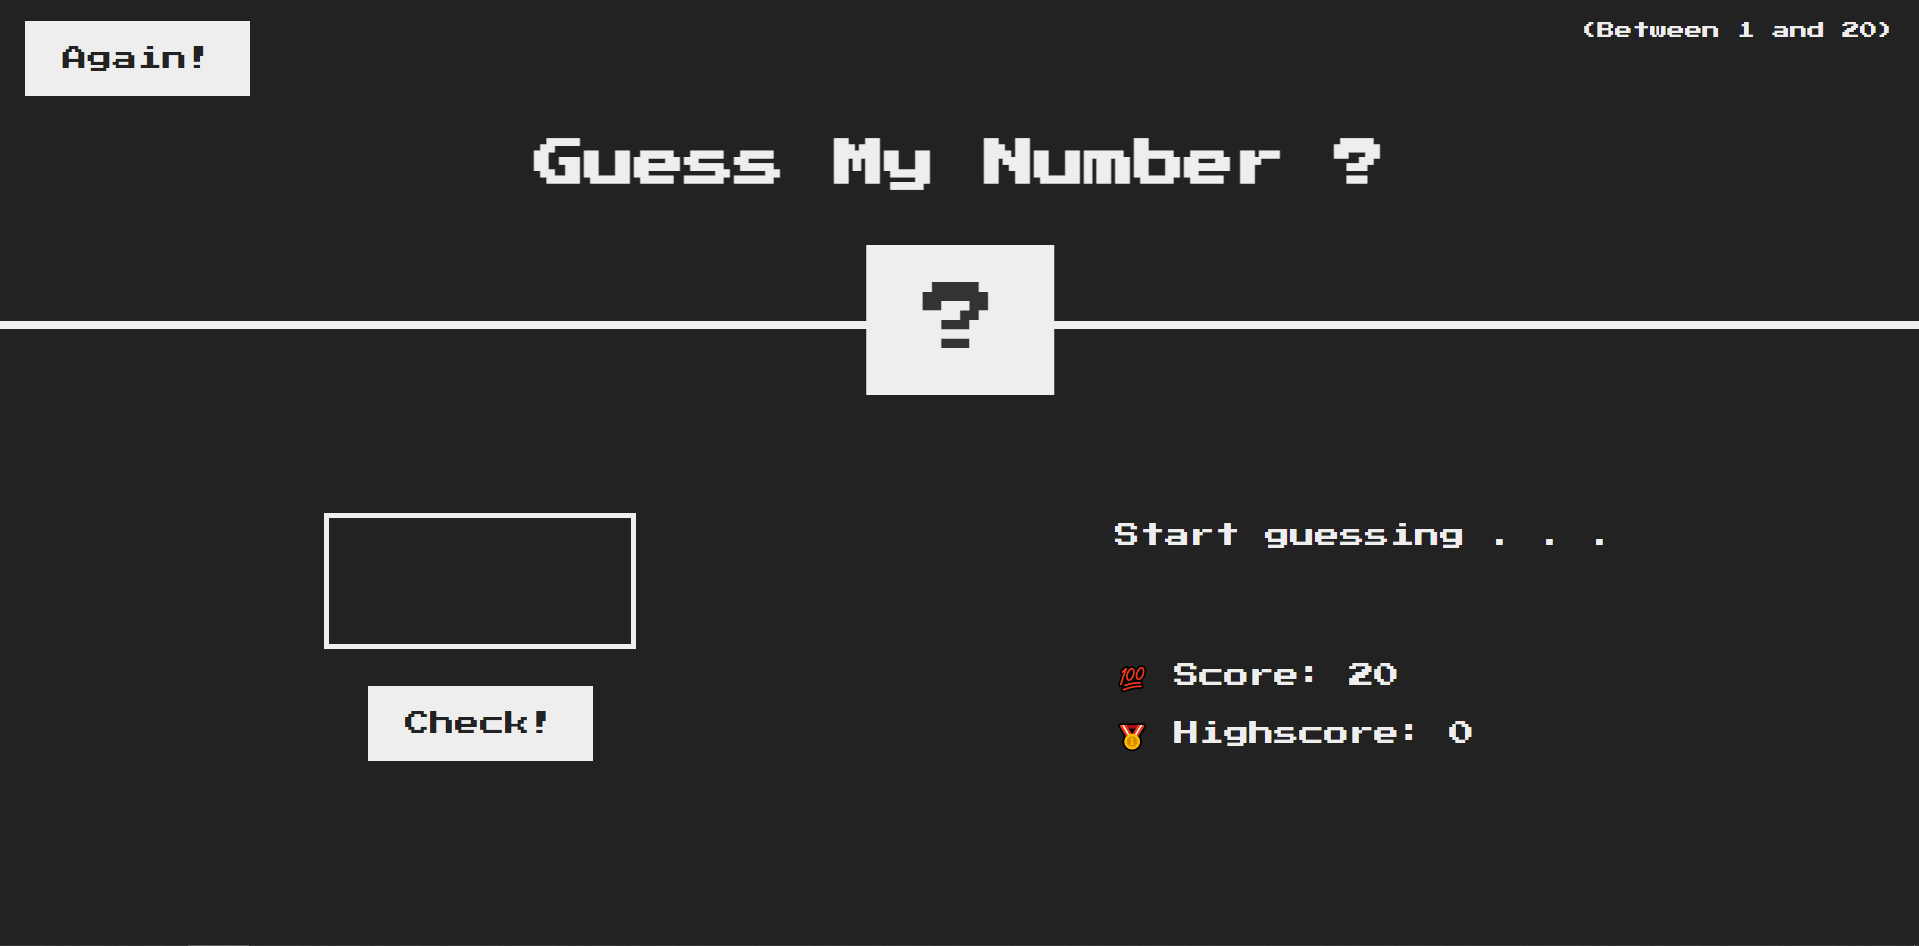 Again!
(Between 1 and 20)
Guess My Number ?
?
Start guessing . . .
💯 Score: 20
🥇 Highscore: 0
Check!